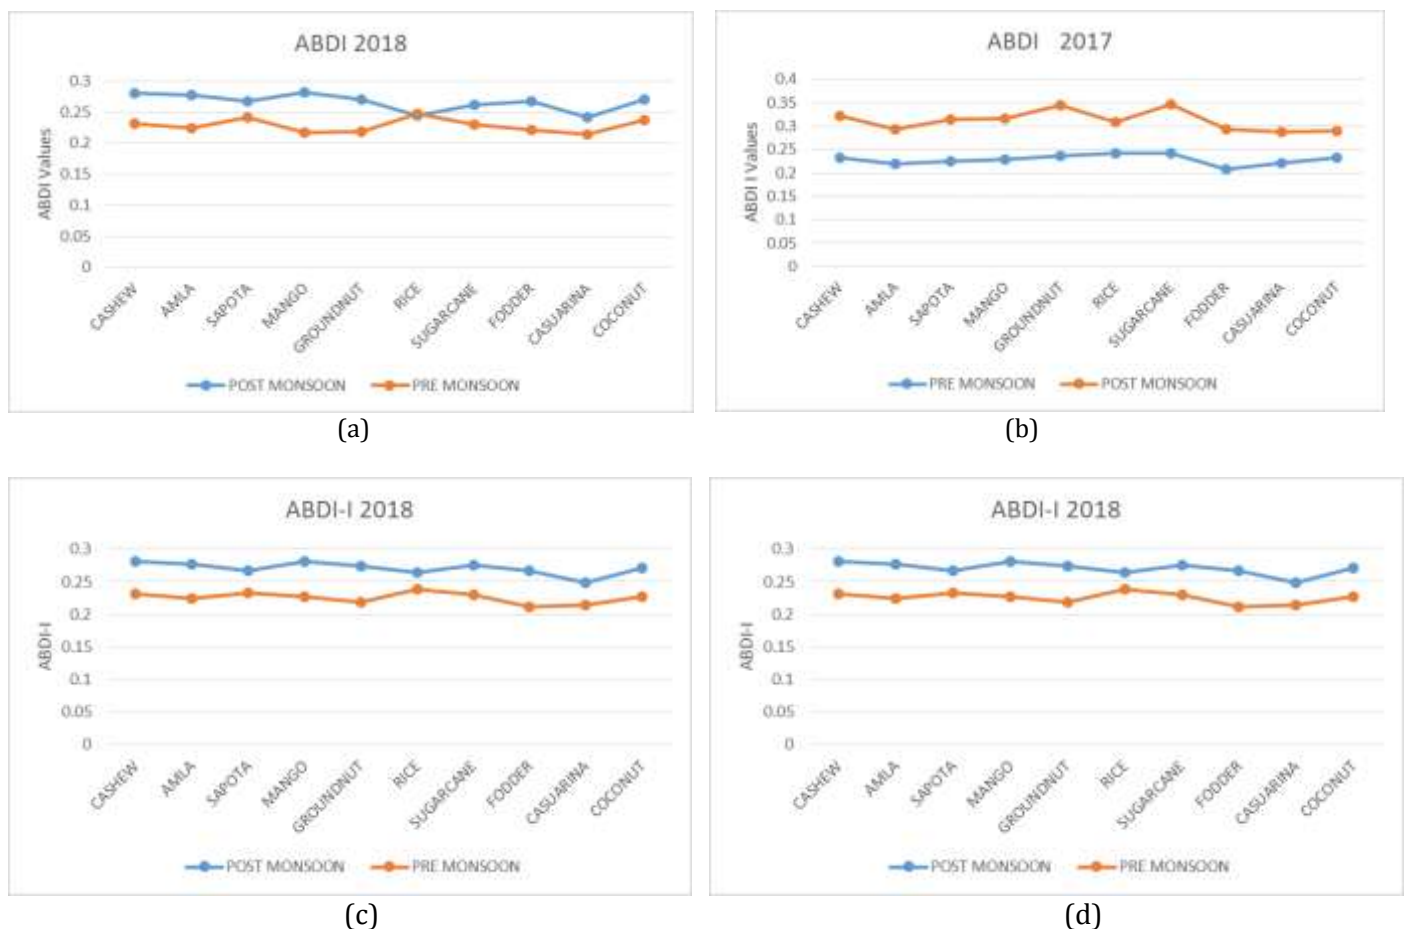 ABDI 2018
ABDI Values
0.3
0.25
0.2
0.15
0.1
0.05
0
CASHEW
AMLA
SAPOTA
MANGO
GROUNDNUT
RICE
SUGARCANE
FODDER
CASUARINA
COCONUT
POST MONSOON PRE MONSOON
(a)
ABDI 2017
ABDI I Values
0.4
0.35
0.3
0.25
0.2
0.15
0.1
0.05
0
CASHEW
AMLA
SAPOTA
MANGO
GROUNDNUT
RICE
SUGARCANE
FODDER
CASUARINA
COCONUT
PRE MONSOON POST MONSOON
(b)
ABDI-I 2018
ABDI-I
0.3
0.25
0.2
0.15
0.1
0.05
0
CASHEW
AMLA
SAPOTA
MANGO
GROUNDNUT
RICE
SUGARCANE
FODDER
CASUARINA
COCONUT
POST MONSOON PRE MONSOON
(c)
ABDI-I 2018
ABDI-I
0.3
0.25
0.2
0.15
0.1
0.05
0
CASHEW
AMLA
SAPOTA
MANGO
GROUNDNUT
RICE
SUGARCANE
FODDER
CASUARINA
COCONUT
POST MONSOON PRE MONSOON
(d)